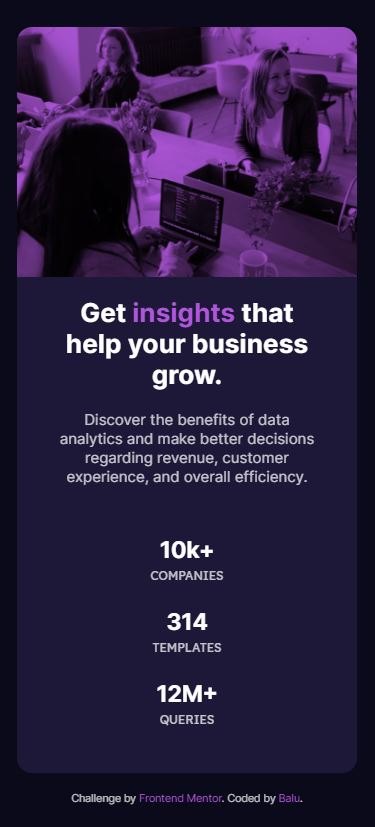 Get insights that
help your business
grow.
Discover the benefits of data
analytics and make better decisions
regarding revenue, customer
experience, and overall efficiency.
10k+
COMPANIES
314
TEMPLATES
12M+
QUERIES
Challenge by Frontend Mentor. Coded by Balu.